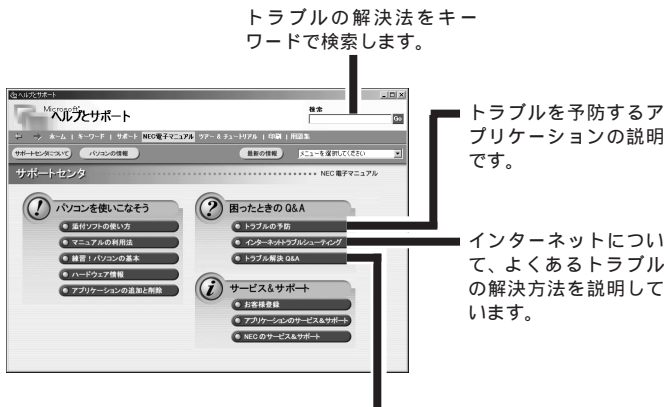 トラブルの解決法をキー
ワードで検索します。
ヘルプとサポート
Microsoft
ヘルプとサポート
検索
Go
ホーム | キーワード | サポート NEC電子マニュアル ツアー & チュートリアル | 印刷 | 用語集
サポートセンタについて
パソコンの情報
最新の情報
メニューを選択してください
サポートセンタ
NEC 電子マニュアル
パソコンを使いこなそう
添付ソフトの使い方
マニュアルの利用法
練習!パソコンの基本
ハードウェア情報
アプリケーションの追加と削除
困ったときの Q&A
トラブルの予防
インターネットトラブルシューティング
トラブル解決 Q&A
サービス&サポート
お客様登録
アプリケーションのサービス&サポート
NEC のサービス&サポート
トラブルを予防するア
プリケーションの説明
です。
インターネットについ
て、よくあるトラブル
の解決方法を説明して
います。